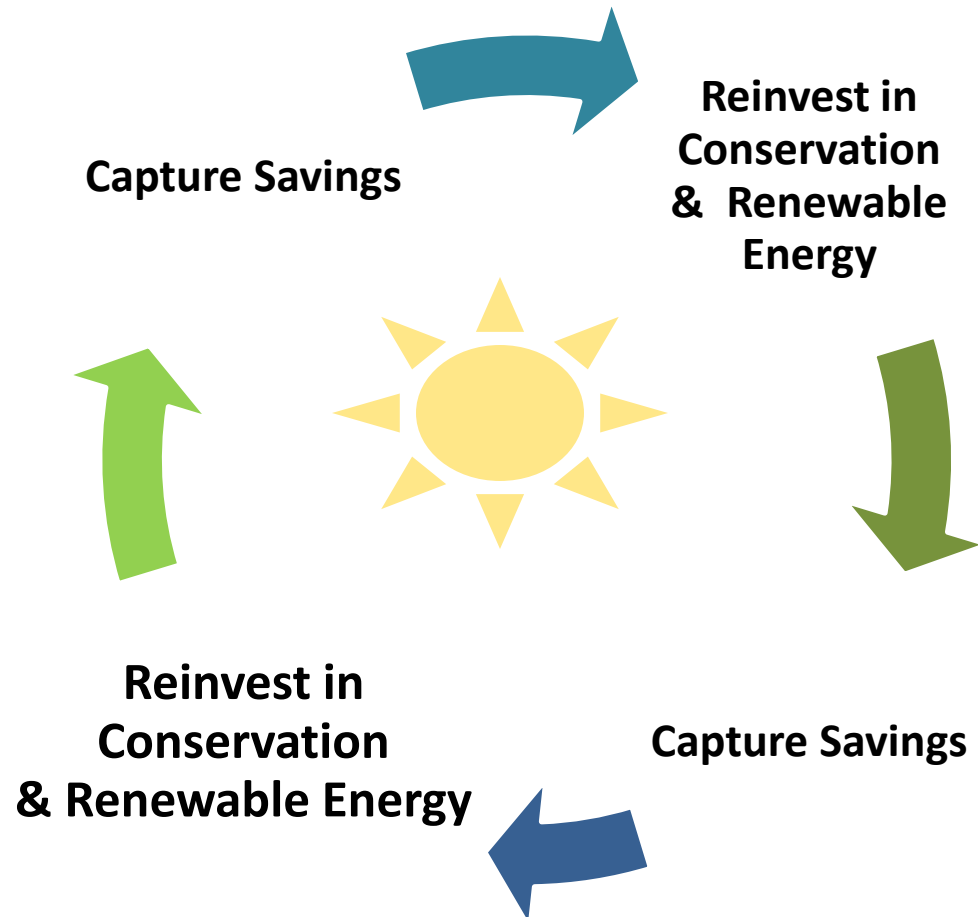 Capture Savings
Reinvest in
Conservation
& Renewable
Energy
Reinvest in
Conservation
& Renewable Energy
Capture Savings